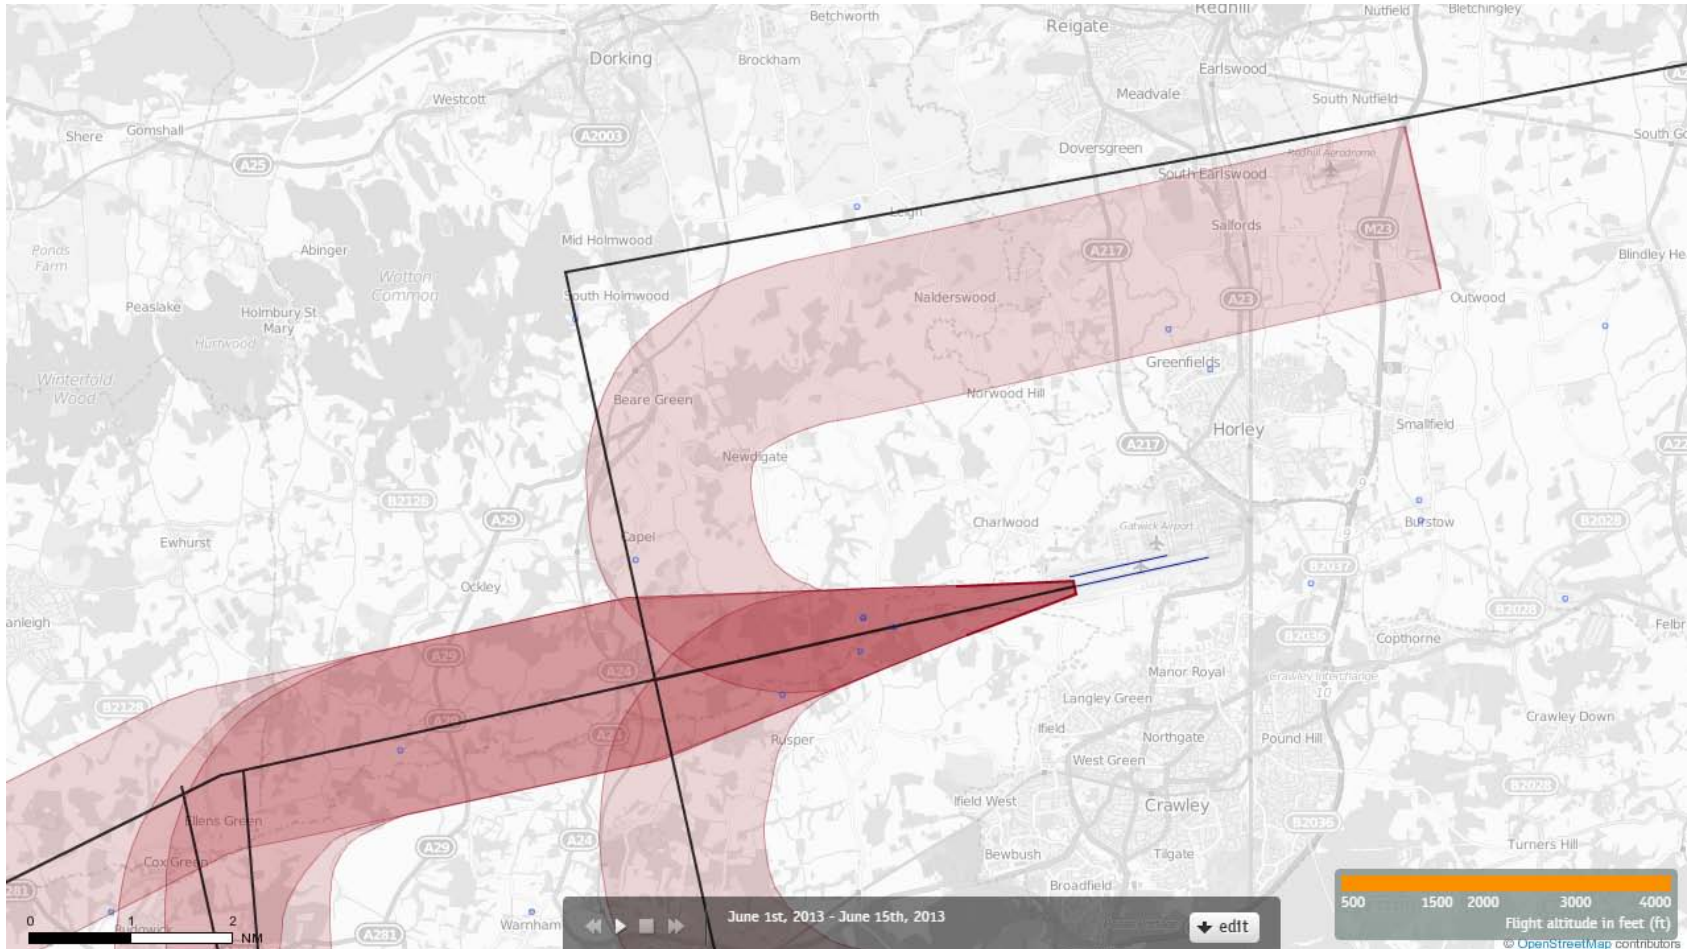 Betchworth
Reigate
Redhill
Nutfield
Bletchingley
Dorking
Brockham
Earlswood
Westcott
Meadvale
South Nutfield
Shere
Gomshall
A2003
A25
Doversgreen
Redhill Aerodrome
South Earlswood
Leigh
Salfords
M23
Ponds
Farm
Abinger
Mid Holmwood
A217
Blindley He
Wotton
Common
South Holmwood
Nalderswood
A23
Outwood
Peaslake
Holmbury St
Mary
Hurtwood
Greenfields
Winterfold
Wood
Beare Green
Norwood Hill
Horley
Smallfield
A217
A22
Newdigate
B2126
A29
Charlwood
Gatwick Airport
Burstow
B2028
Ewhurst
Capel
Ockley
B2037
B2028
anleigh
Felbr
B2036
Copthorne
A29
A24
Manor Royal
Crawley Interchange
10
B2128
Langley Green
Ifield
Crawley Down
A24
Rusper
Northgate
Pound Hill
West Green
B2028
Ifield West
Crawley
Ellens Green
B2036
A29
A24
Cox Green
Bewbush
Tilgate
Turners Hill
281
Broadfield
Rudgwick
A281
Warnham
0 1 2
NM
June 1st, 2013 - June 15th, 2013
edit
500 1500 2000 3000 4000
Flight altitude in feet (ft)
© OpenStreetMap contributors